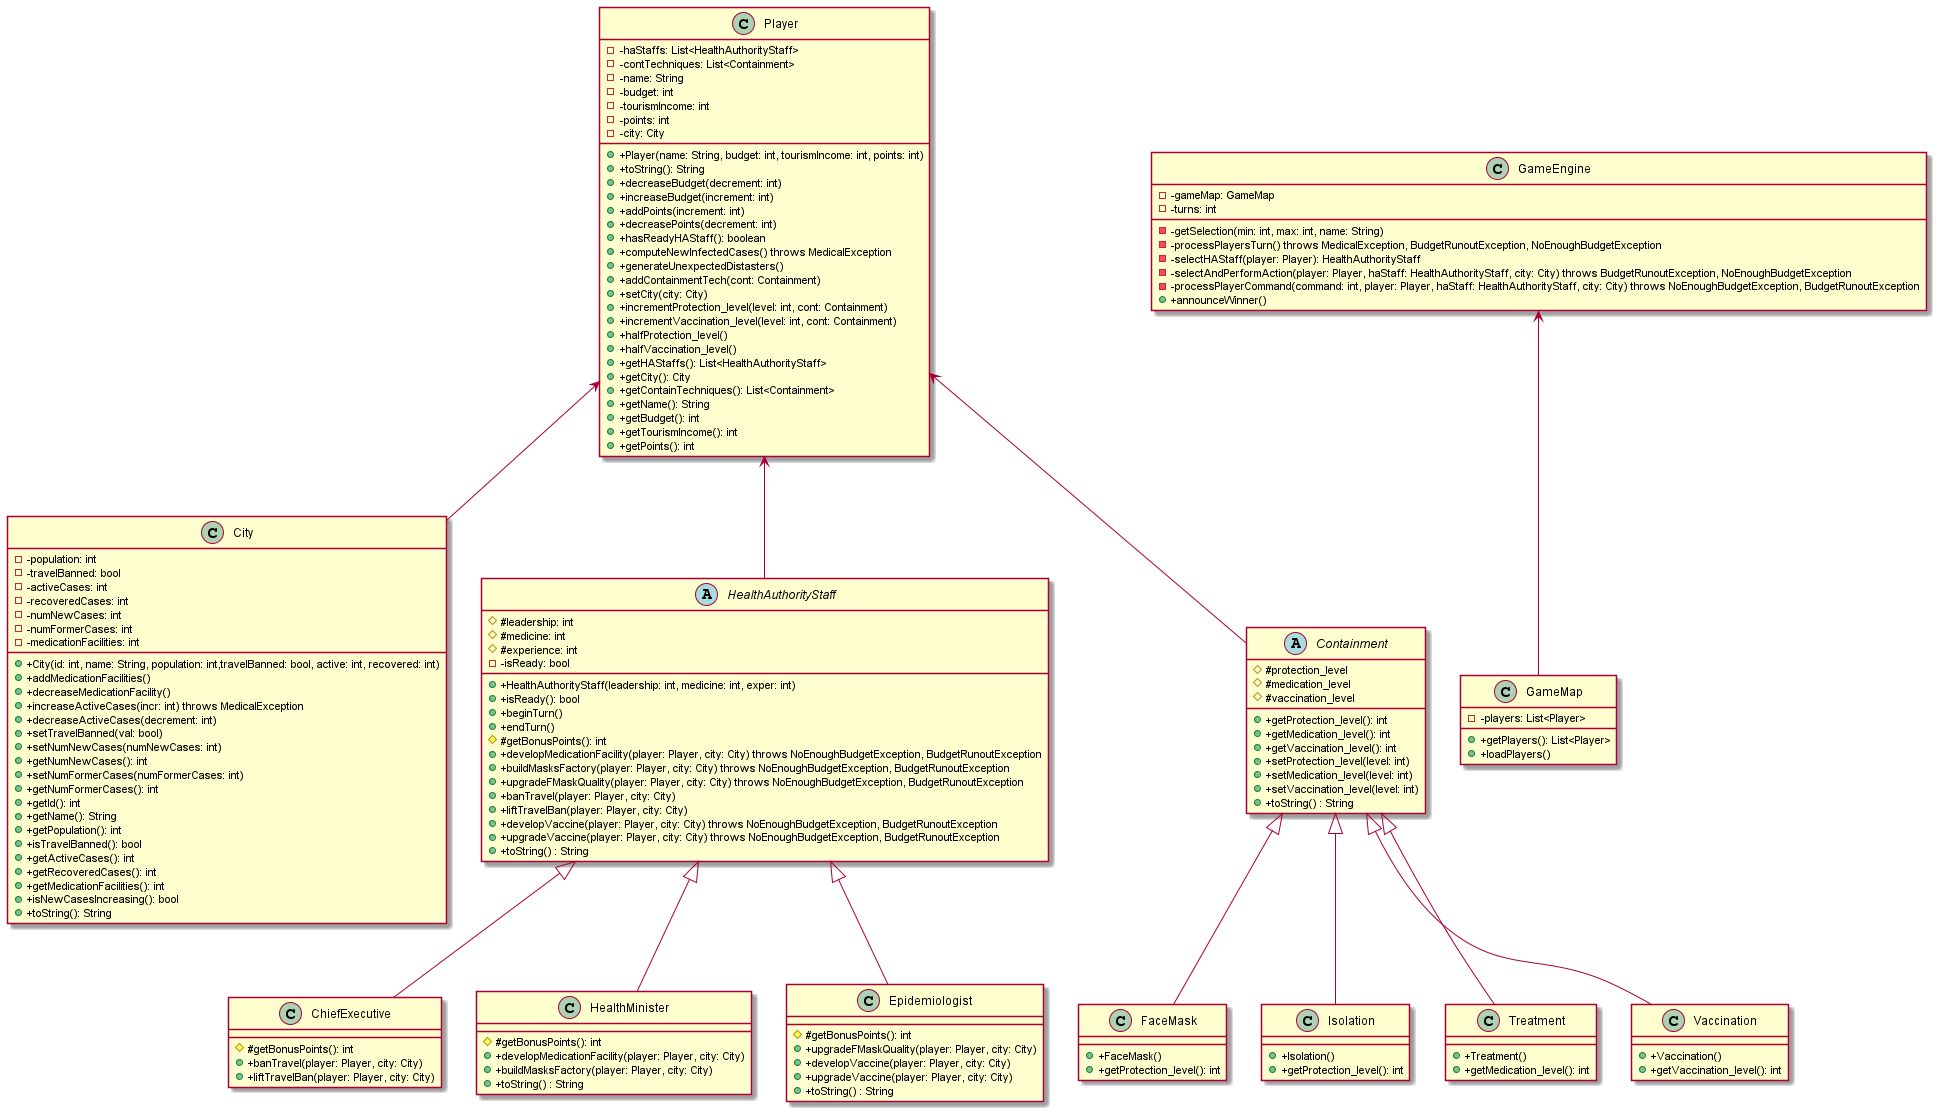 C Player
-haStaffs: List<HealthAuthorityStaff>
-contTechniques: List<Containment>
-name: String
-budget: int
-tourismIncome: int
-points: int
-city: City
+Player(name: String, budget: int, tourismIncome: int, points: int)
+toString(): String
+decreaseBudget(decrement: int)
+increaseBudget(increment: int)
+addPoints(increment: int)
+decreasePoints(decrement: int)
+hasReadyHAStaff(): boolean
+computeNewInfectedCases() throws MedicalException
+generateUnexpectedDistasters()
+addContainmentTech(cont: Containment)
+setCity(city: City)
+incrementProtection_level(level: int, cont: Containment)
+incrementVaccination_level(level: int, cont: Containment)
+halfProtection_level()
+halfVaccination_level()
+getHAStaffs(): List<HealthAuthorityStaff>
+getCity(): City
+getContainTechniques(): List<Containment>
+getName(): String
+getBudget(): int
+getTourismIncome(): int
+getPoints(): int
C GameEngine
-gameMap: GameMap
-turns: int
-getSelection(min: int, max: int, name: String)
-processPlayersTurn() throws MedicalException, BudgetRunoutException, NoEnoughBudgetException
-selectHAStaff(player: Player): HealthAuthorityStaff
-selectAndPerformAction(player: Player, haStaff: HealthAuthorityStaff, city: City) throws BudgetRunoutException, NoEnoughBudgetException
-processPlayerCommand(command: int, player: Player, haStaff: HealthAuthorityStaff, city: City) throws NoEnoughBudgetException, BudgetRunoutException
+announceWinner()
C City
-population: int
-travelBanned: bool
-activeCases: int
-recoveredCases: int
-numNewCases: int
-numFormerCases: int
-medicationFacilities: int
+City(id: int, name: String, population: int,travelBanned: bool, active: int, recovered: int)
+addMedicationFacilities()
+decreaseMedicationFacility()
+increaseActiveCases(incr: int) throws MedicalException
+decreaseActiveCases(decrement: int)
+setTravelBanned(val: bool)
+setNumNewCases(numNewCases: int)
+getNumNewCases(): int
+setNumFormerCases(numFormerCases: int)
+getNumFormerCases(): int
+getId(): int
+getName(): String
+getPopulation(): int
+isTravelBanned(): bool
+getActiveCases(): int
+getRecoveredCases(): int
+getMedicationFacilities(): int
+isNewCasesIncreasing(): bool
+toString(): String
A HealthAuthorityStaff
#leadership: int
#medicine: int
#experience: int
-isReady: bool
+HealthAuthorityStaff(leadership: int, medicine: int, exper: int)
+isReady(): bool
+beginTurn()
+endTurn()
#getBonusPoints(): int
+developMedicationFacility(player: Player, city: City) throws NoEnoughBudgetException, BudgetRunoutException
+buildMasksFactory(player: Player, city: City) throws NoEnoughBudgetException, BudgetRunoutException
+upgradeFMaskQuality(player: Player, city: City) throws NoEnoughBudgetException, BudgetRunoutException
+banTravel(player: Player, city: City)
+liftTravelBan(player: Player, city: City)
+developVaccine(player: Player, city: City) throws NoEnoughBudgetException, BudgetRunoutException
+upgradeVaccine(player: Player, city: City) throws NoEnoughBudgetException, BudgetRunoutException
+toString() : String
A Containment
#protection_level
#medication_level
#vaccination_level
+getProtection_level(): int
+getMedication_level(): int
+getVaccination_level(): int
+setProtection_level(level: int)
+setMedication_level(level: int)
+setVaccination_level(level: int)
+toString() : String
C GameMap
-players: List<Player>
+getPlayers(): List<Player>
+loadPlayers()
C ChiefExecutive
#getBonusPoints(): int
+banTravel(player: Player, city: City)
+liftTravelBan(player: Player, city: City)
C HealthMinister
#getBonusPoints(): int
+developMedicationFacility(player: Player, city: City)
+buildMasksFactory(player: Player, city: City)
+toString() : String
C Epidemiologist
#getBonusPoints(): int
+upgradeFMaskQuality(player: Player, city: City)
+developVaccine(player: Player, city: City)
+upgradeVaccine(player: Player, city: City)
+toString() : String
C FaceMask
+FaceMask()
+getProtection_level(): int
C Isolation
+Isolation()
+getProtection_level(): int
C Treatment
+Treatment()
+getMedication_level(): int
C Vaccination
+Vaccination()
+getVaccination_level(): int